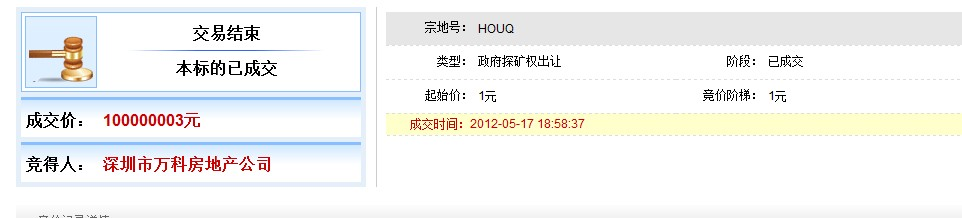 交易结束
本标的已成交
成交价： 100000003元
竞得人： 深圳市万科房地产公司
宗地号： HOUQ
类型： 政府探矿权出让 阶段： 已成交
起始价： 1元 竞价阶梯： 1元
成交时间： 2012-05-17 18:58:37